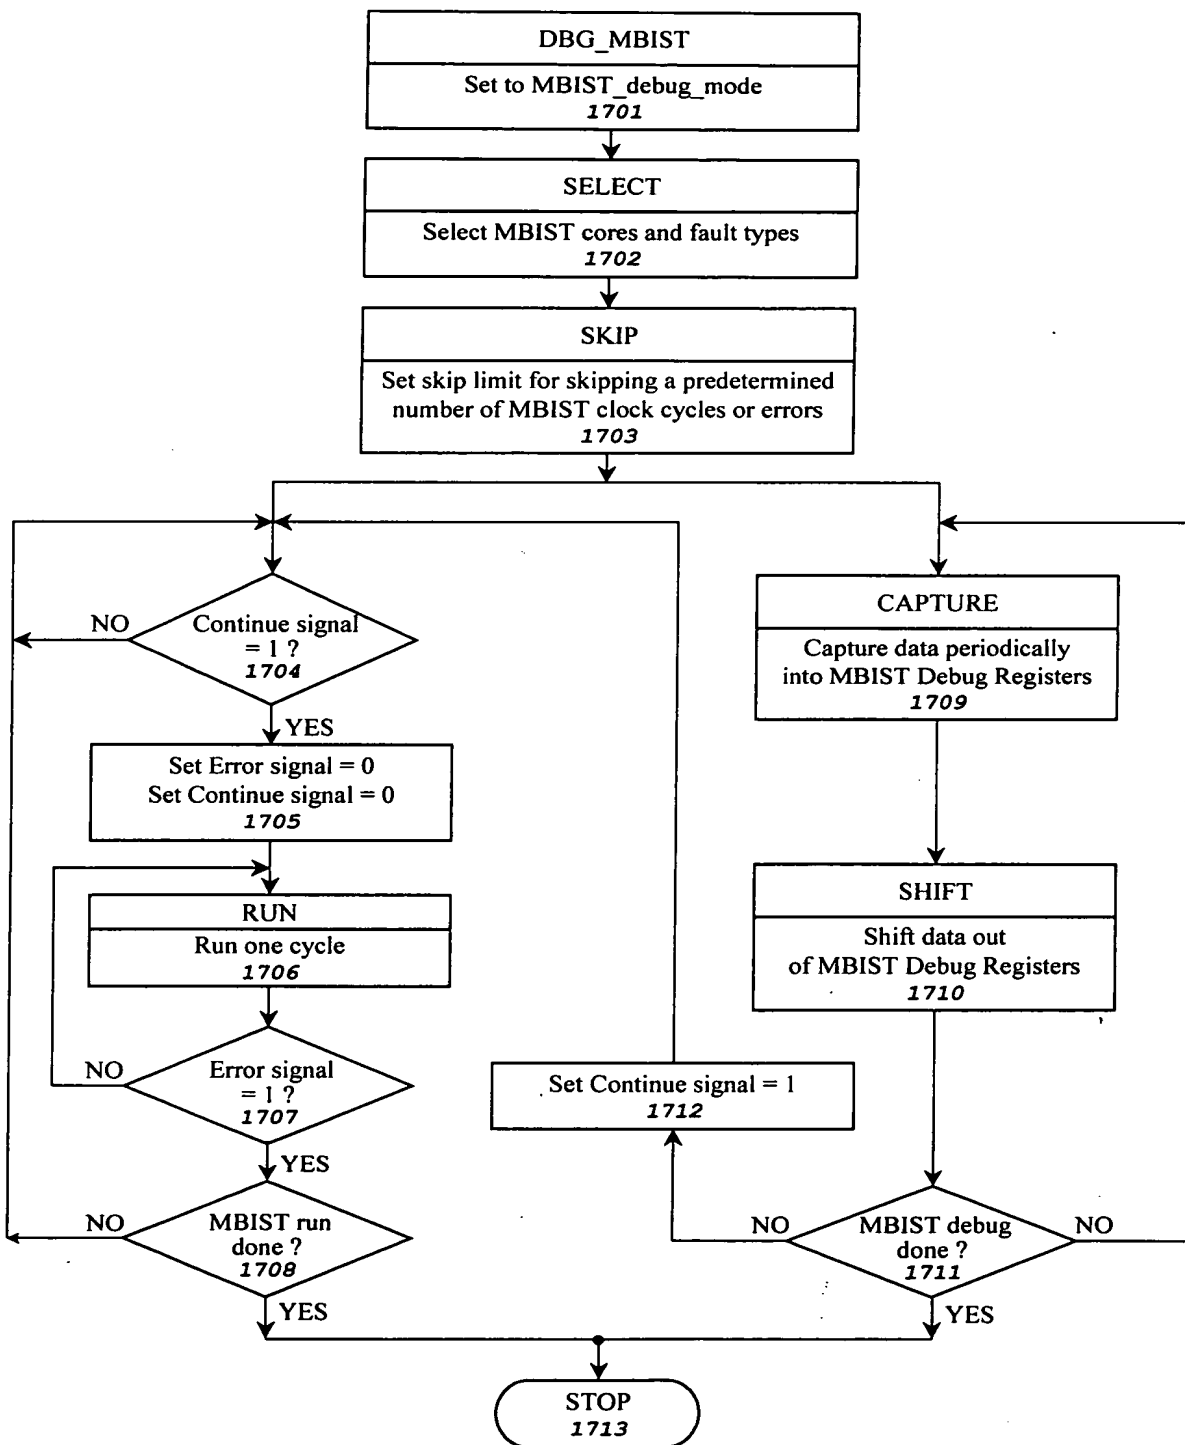 DBG_MBIST
Set to MBIST_debug_mode
1701
SELECT
Select MBIST cores and fault types
1702
SKIP
Set skip limit for skipping a predetermined
number of MBIST clock cycles or errors
1703
NO
Continue signal
= 1 ?
1704
YES
Set Error signal = 0
Set Continue signal = 0
1705
RUN
Run one cycle
1706
NO
Error signal
= 1 ?
1707
YES
NO
MBIST run
done ?
1708
YES
CAPTURE
Capture data periodically
into MBIST Debug Registers
1709
SHIFT
Shift data out
of MBIST Debug Registers
1710
Set Continue signal = 1
1712
NO
MBIST debug
done ?
1711
NO
YES
STOP
1713